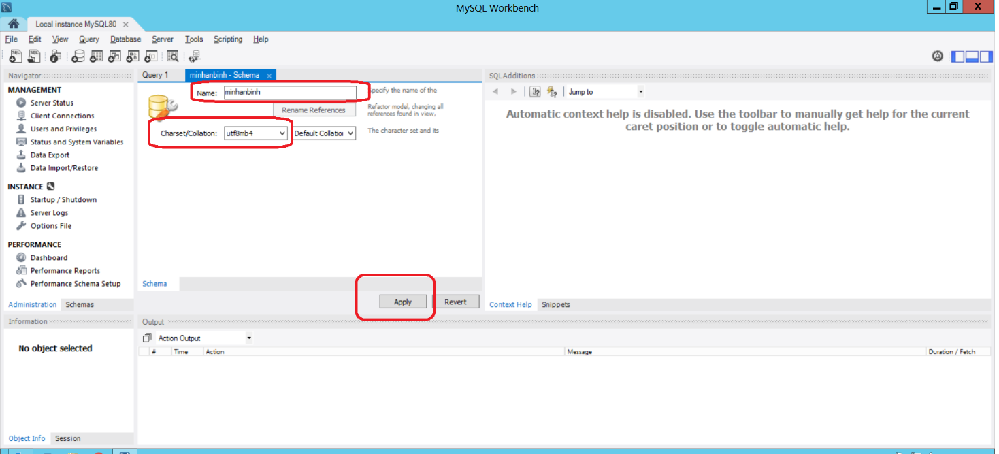 MySQL Workbench
Local instance MySQL80
File Edit View Query Database Server Tools Scripting Help
Navigator
MANAGEMENT
Server Status
Client Connections
Users and Privileges
Status and System Variables
Data Export
Data Import/Restore
INSTANCE
Startup / Shutdown
Server Logs
Options File
PERFORMANCE
Dashboard
Performance Reports
Performance Schema Setup
Administration Schemas
Information
No object selected
Object Info Session
Query 1 minhanbinh - Schema
Name: minhanbinh
Specify the name of the
Rename References
Refactor model, changing all
references found in view,
Charset/Collation: utf8mb4 Default Collation
The character set and its
Schema
Apply Revert
SQLAdditions
Jump to
Automatic context help is disabled. Use the toolbar to manually get help for the current
caret position or to toggle automatic help.
Context Help Snippets
Output
Action Output
# Time Action Message Duration / Fetch